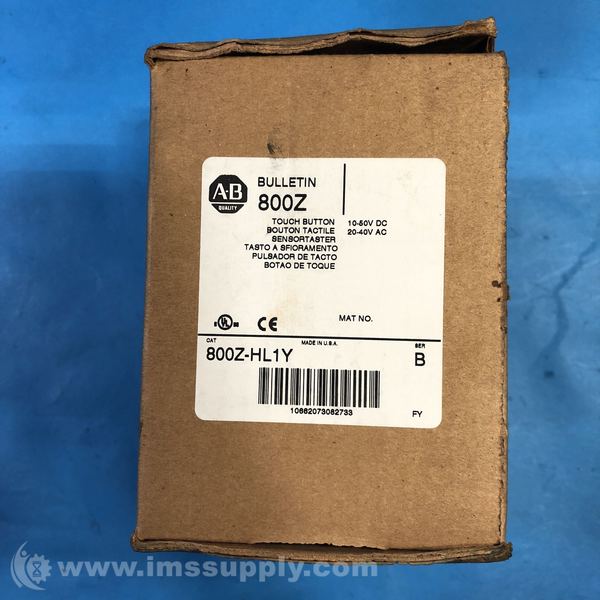 A-B
QUALITY
BULLETIN
800Z
TOUCH BUTTON
BOUTON TACTILE
SENSORTASTER
TASTO A SFIORAMENTO
PULSADOR DE TACTO
BOTAO DE TOQUE
10-50V DC
20-40V AC
UL
CE
MAT NO.
CAT
MADE IN U.S.A.
SER
800Z-HL1Y
B
10662073082733
FY
www.imssupply.com